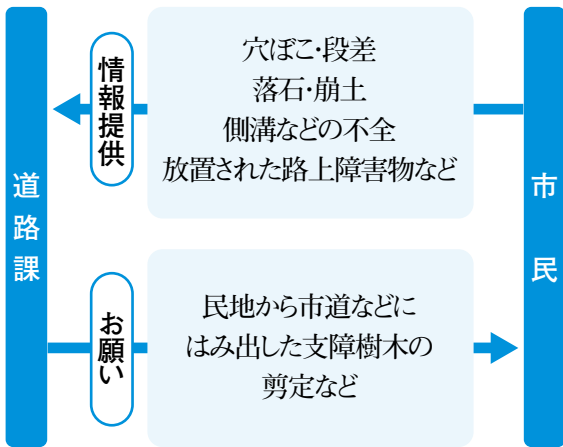 道路課
情報提供
穴ぼこ・段差
落石・崩土
側溝などの不全
放置された路上障害物など
市民
お願い
民地から市道などに
はみ出した支障樹木の
剪定など